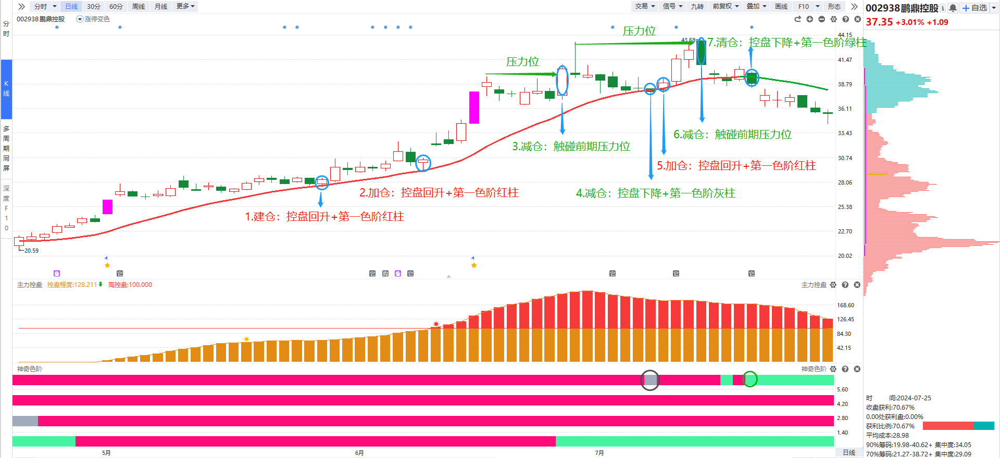 分时
日线
30分
60分
周线
月线
更多
交易
信号
九转
前复权
叠加
画线
F10
形态
002938鹏鼎控股
自选
37.35 +3.01% +1.09
分时
K线
多周期同屏
深度F10
002938鹏鼎控股
涨停变色
压力位
压力位
43.58
7.清仓：控盘下降+第一色阶绿柱
3.减仓：触碰前期压力位
6.减仓：触碰前期压力位
5.加仓：控盘回升+第一色阶红柱
2.加仓：控盘回升+第一色阶红柱
4.减仓：控盘下降+第一色阶灰柱
1.建仓：控盘回升+第一色阶红柱
20.59
44.15
41.47
38.79
36.11
33.43
30.74
28.06
25.38
22.70
20.02
主力控盘 控盘程度:128.211 高控盘:100.000
主力控盘
168.60
126.45
84.30
42.15
神奇色阶
神奇色阶
5.60
4.20
2.80
1.40
5月
6月
7月
日线
时 间:2024-07-25
收盘获利:70.67%
0.00处获利盘:0.00%
获利比例:70.67%
平均成本:28.98
90%筹码:19.98-40.62+ 集中度:34.05
70%筹码:21.27-38.72+ 集中度:29.09